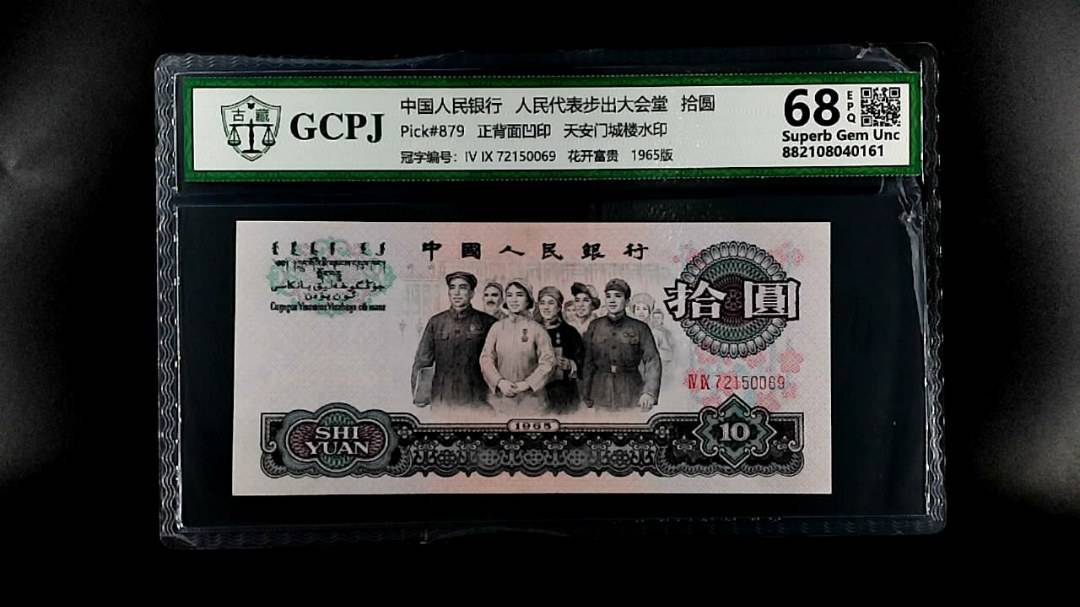 古藏
GCPJ
中国人民银行 人民代表步出大会堂 拾圆
Pick#879 正背面凹印 天安门城楼水印
冠字编号：IV IX 72150069 花开富贵 1965版
68 EPQ
Superb Gem Unc
882108040161
中國人民銀行
拾圓
IV IX 72150069
1965
SHI
YUAN
10